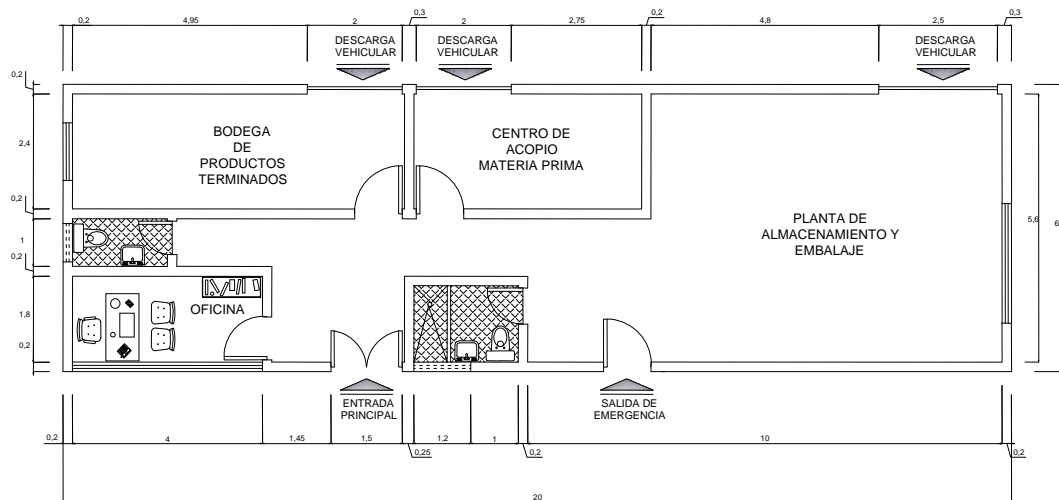 0,2
4,95
2
0,3
2
2,75
0,2
4,8
2,5
0,3
DESCARGA
VEHICULAR
DESCARGA
VEHICULAR
DESCARGA
VEHICULAR
0,2
2,4
0,2
1
0,2
1,8
0,2
BODEGA
DE
PRODUCTOS
TERMINADOS
CENTRO DE
ACOPIO
MATERIA PRIMA
PLANTA DE
ALMACENAMIENTO Y
EMBALAJE
5,6
6
OFICINA
ENTRADA
PRINCIPAL
SALIDA DE
EMERGENCIA
0,2
4
1,45
1,5
0,25
1,2
1
0,2
10
0,2
20